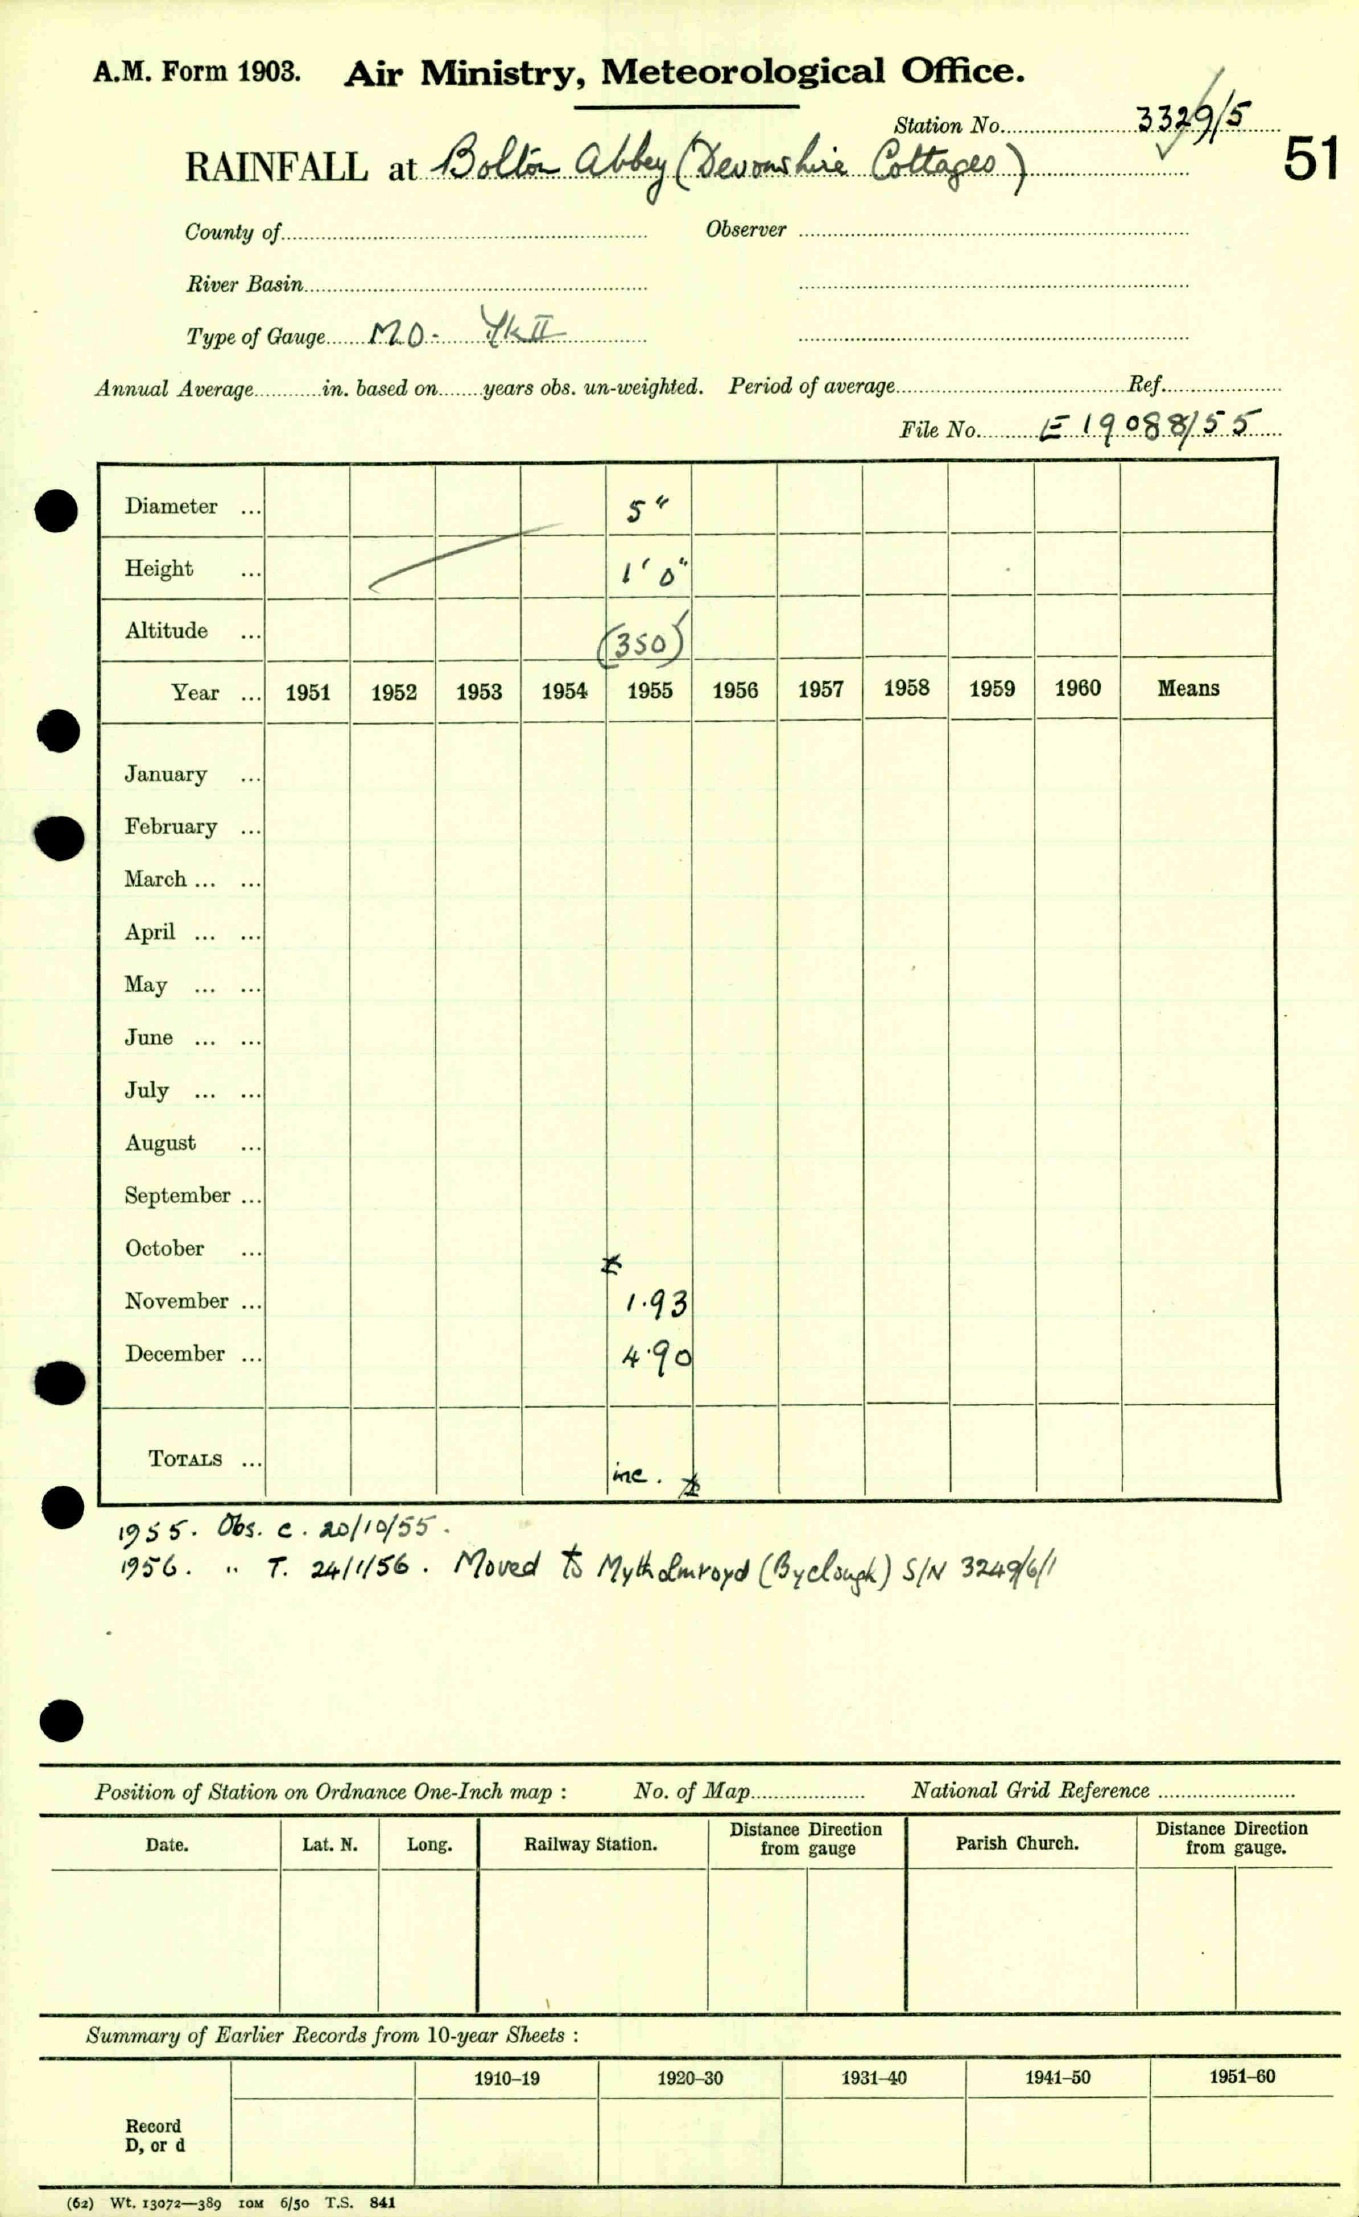 A.M. Form 1903. Air Ministry, Meteorological Office.
Station No. 3329/5
51
RAINFALL at Bolton Abbey (Devonshire Cottages)
County of Observer
River Basin
Type of Gauge M.O. MkII
Annual Average in. based on years obs. un-weighted. Period of average Ref.
File No. E 19088/55
Diameter ... 5"
Height ... 1' 0"
Altitude ... (350)
Year ... 1951 1952 1953 1954 1955 1956 1957 1958 1959 1960 Means
January ...
February ...
March ... ...
April ... ...
May ... ...
June ... ...
July ... ...
August ...
September ...
October ...
November ... 1.93
December ... 4.90
TOTALS ... inc.
1955. Obs. c. 20/10/55.
1956. " T. 24/1/56. Moved to Mytholmroyd (Byclough) S/N 3249/6/1
Position of Station on Ordnance One-Inch map : No. of Map National Grid Reference
Date. Lat. N. Long. Railway Station. Distance Direction from gauge Parish Church. Distance Direction from gauge.
Summary of Earlier Records from 10-year Sheets :
1910–19 1920–30 1931–40 1941–50 1951–60
Record
D, or d
(62) Wt. 13072—389 10M 6/50 T.S. 841